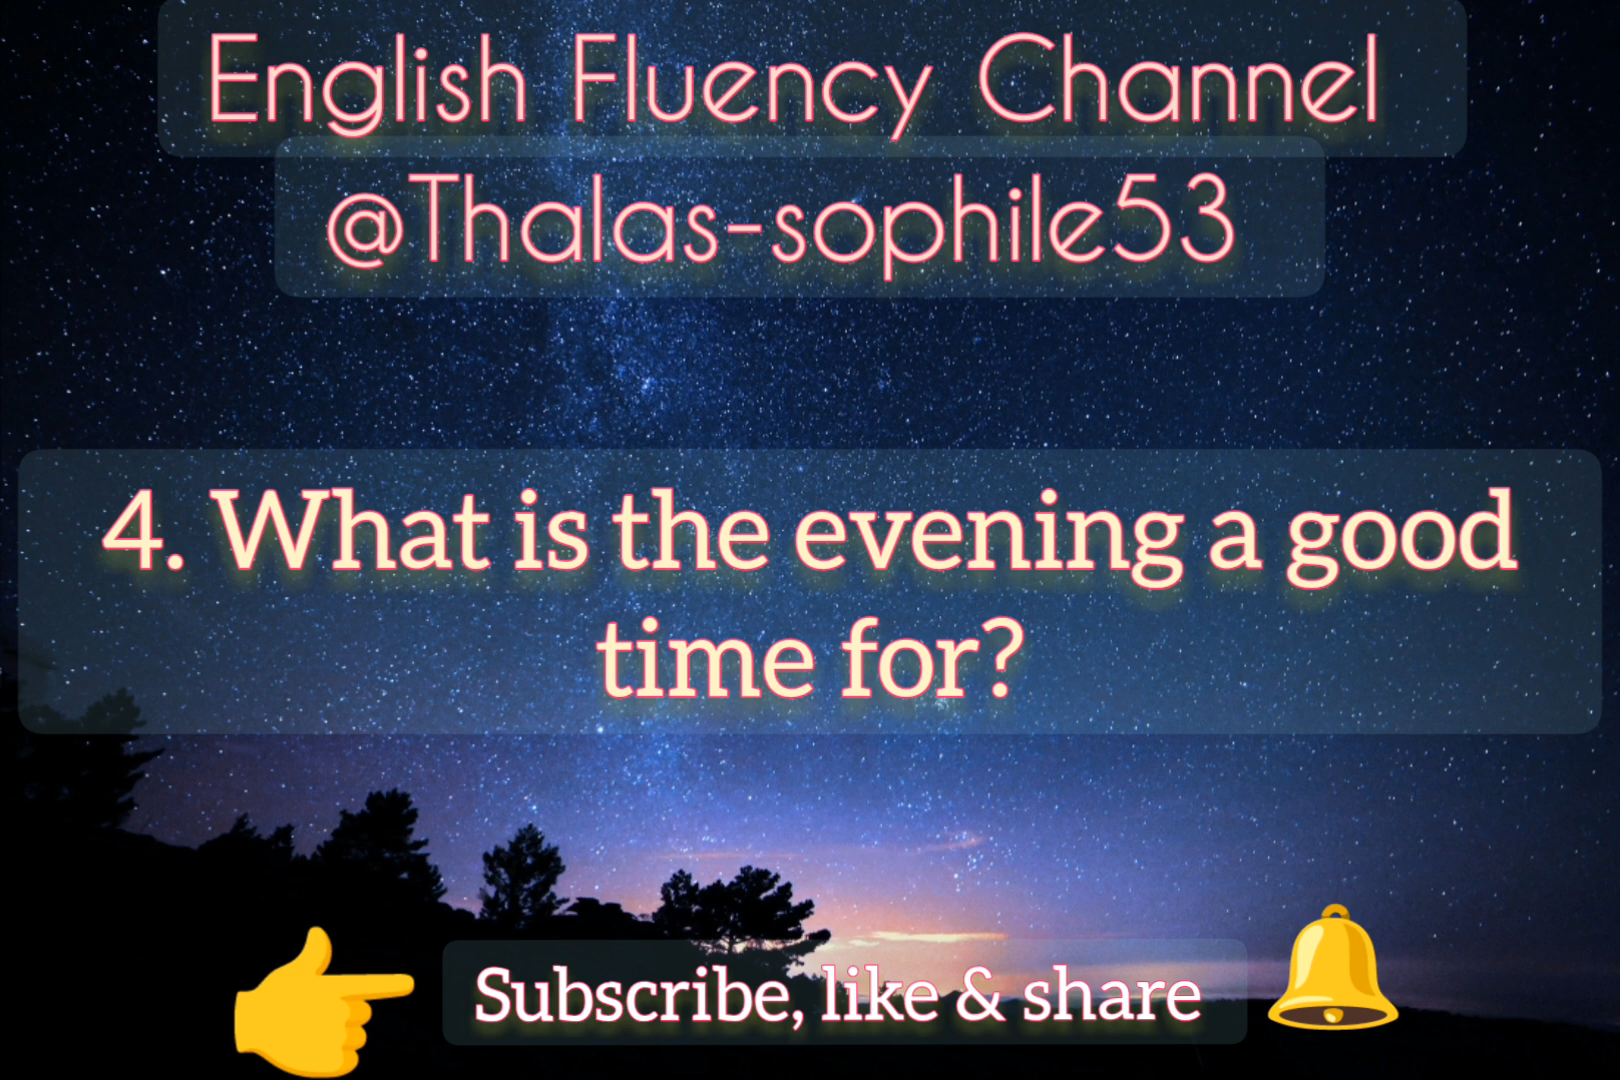 English Fluency Channel
@Thalas-sophile53
4. What is the evening a good
time for?
Subscribe, like & share